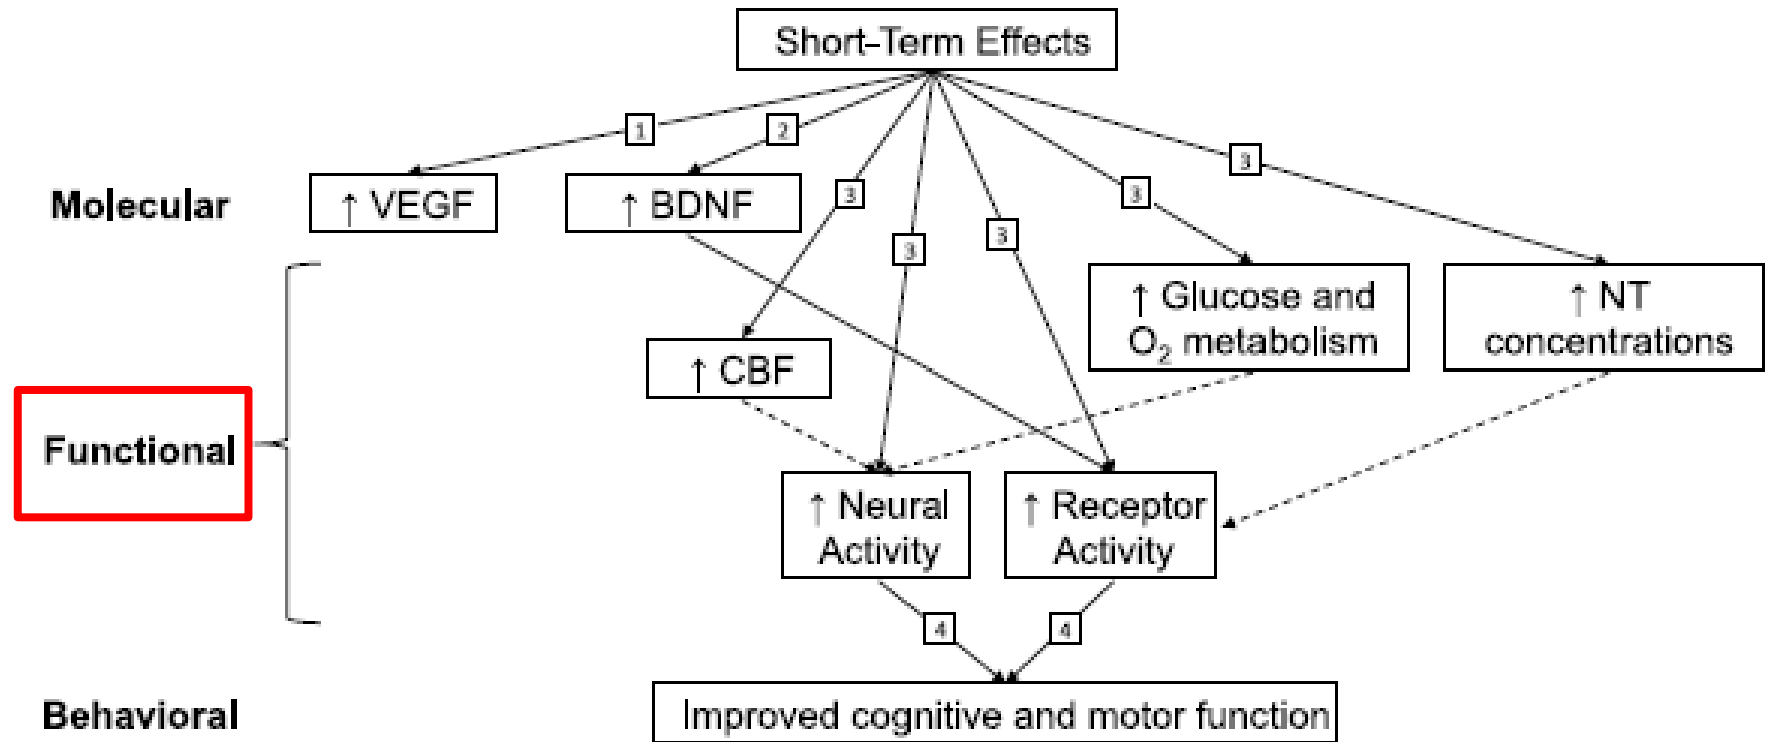 Short-Term Effects
1
2
3
3
3
3
3
Molecular
↑ VEGF
↑ BDNF
↑ Glucose and
O₂ metabolism
↑ NT
concentrations
↑ CBF
Functional
↑ Neural
Activity
↑ Receptor
Activity
4
4
Behavioral
Improved cognitive and motor function